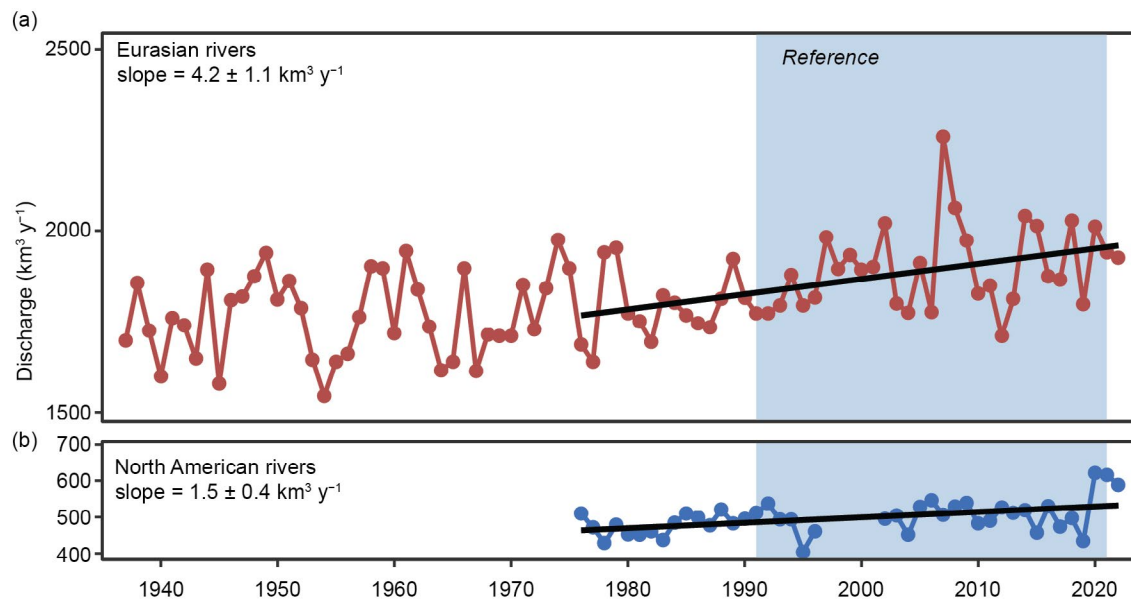 (a)
Eurasian rivers
slope = 4.2 ± 1.1 km³ y⁻¹
Reference
2500
2000
1500
Discharge (km³ y⁻¹)
(b)
North American rivers
slope = 1.5 ± 0.4 km³ y⁻¹
700
600
500
400
1940 1950 1960 1970 1980 1990 2000 2010 2020